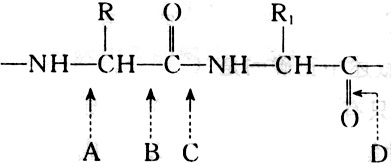 R O R₁
—NH—CH—C—NH—CH—C—
O
A B C D